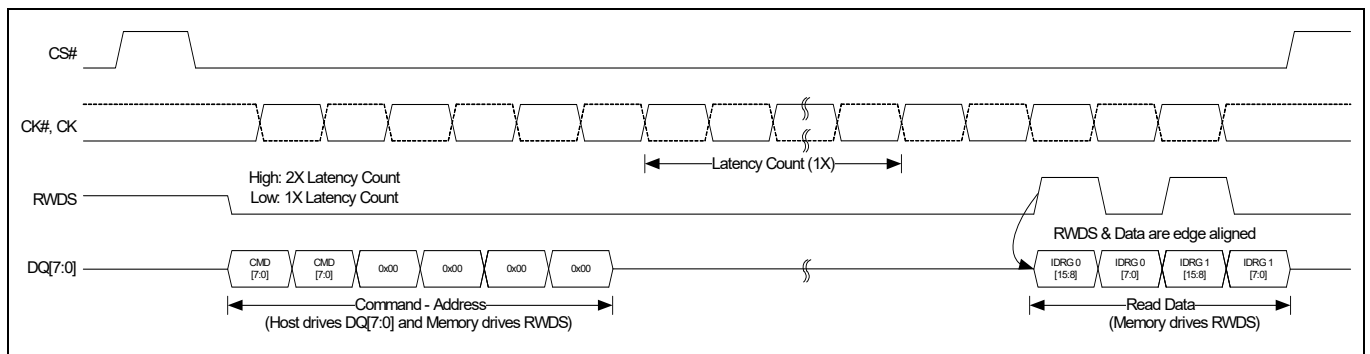 CS#
CK#, CK
Latency Count (1X)
High: 2X Latency Count
Low: 1X Latency Count
RWDS
RWDS & Data are edge aligned
DQ[7:0]
CMD
[7:0]
CMD
[7:0]
0x00
0x00
0x00
0x00
IDRG 0
[15:8]
IDRG 0
[7:0]
IDRG 1
[15:8]
IDRG 1
[7:0]
Command - Address
(Host drives DQ[7:0] and Memory drives RWDS)
Read Data
(Memory drives RWDS)